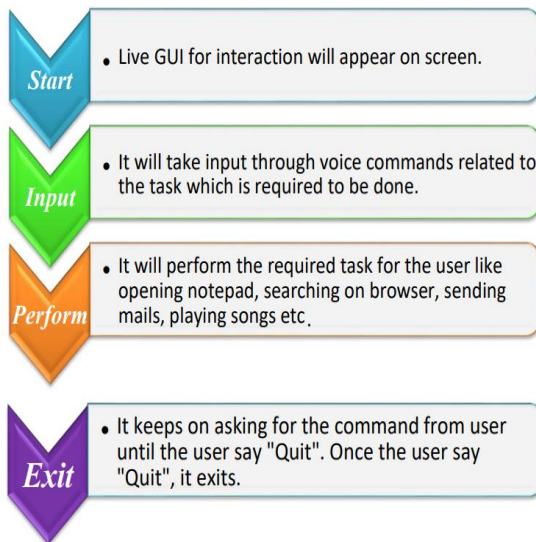 Start
• Live GUI for interaction will appear on screen.
Input
• It will take input through voice commands related to
the task which is required to be done.
Perform
• It will perform the required task for the user like
opening notepad, searching on browser, sending
mails, playing songs etc.
Exit
• It keeps on asking for the command from user
until the user say "Quit". Once the user say
"Quit", it exits.